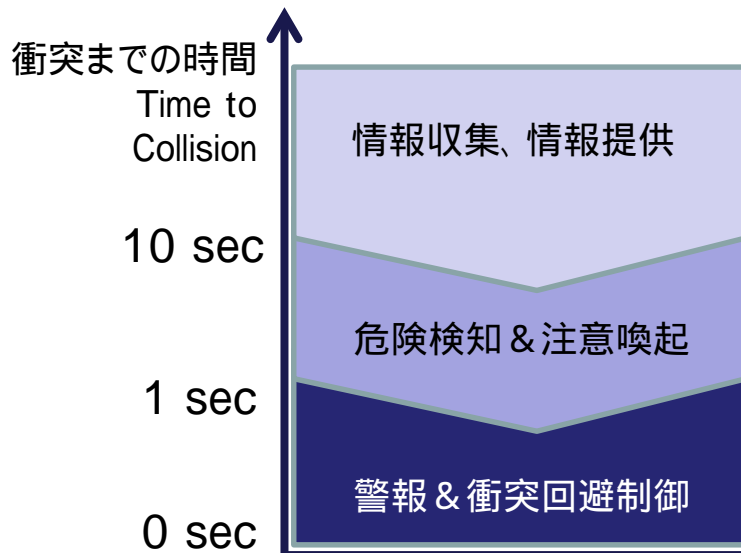 衝突までの時間
Time to
Collision
情報収集、情報提供
10 sec
危険検知＆注意喚起
1 sec
警報＆衝突回避制御
0 sec